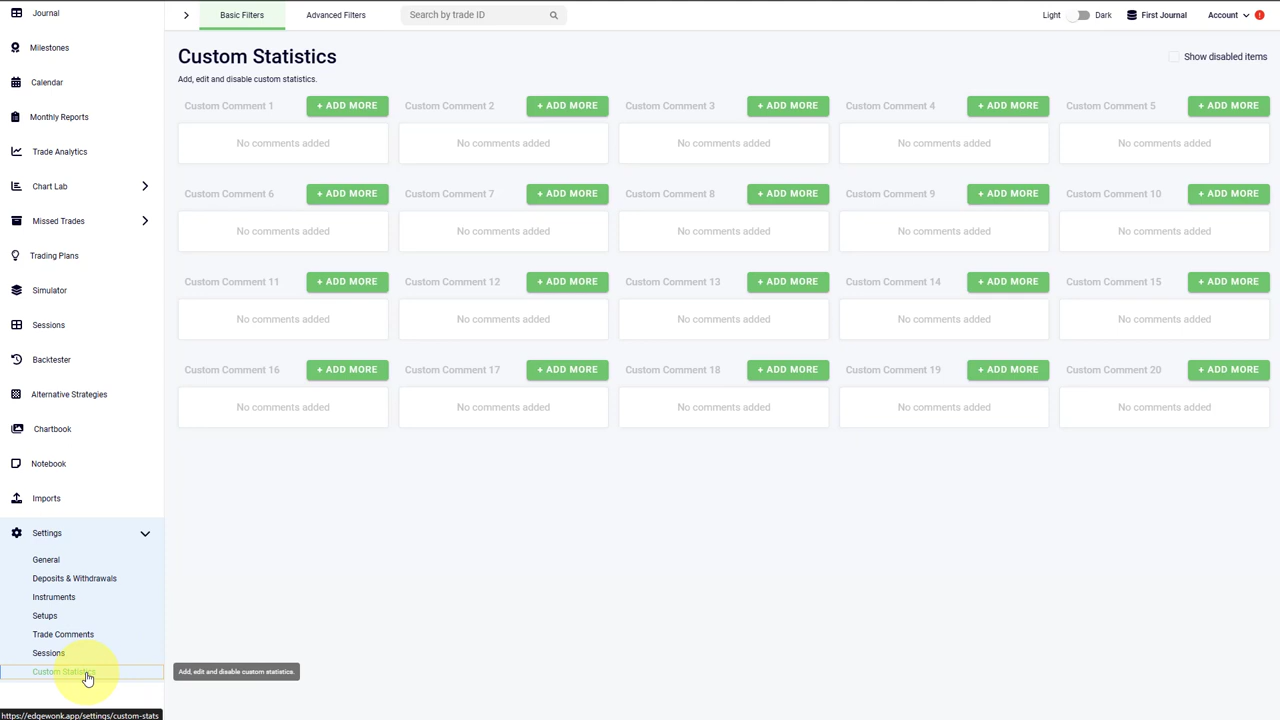 Journal
Milestones
Calendar
Monthly Reports
Trade Analytics
Chart Lab
Missed Trades
Trading Plans
Simulator
Sessions
Backtester
Alternative Strategies
Chartbook
Notebook
Imports
Settings
General
Deposits & Withdrawals
Instruments
Setups
Trade Comments
Sessions
Custom Statistics
https://edgewonk.app/settings/custom-stats
Basic Filters Advanced Filters Search by trade ID Light Dark First Journal Account !
Custom Statistics Show disabled items
Add, edit and disable custom statistics.
Custom Comment 1 + ADD MORE Custom Comment 2 + ADD MORE Custom Comment 3 + ADD MORE Custom Comment 4 + ADD MORE Custom Comment 5 + ADD MORE
No comments added No comments added No comments added No comments added No comments added
Custom Comment 6 + ADD MORE Custom Comment 7 + ADD MORE Custom Comment 8 + ADD MORE Custom Comment 9 + ADD MORE Custom Comment 10 + ADD MORE
No comments added No comments added No comments added No comments added No comments added
Custom Comment 11 + ADD MORE Custom Comment 12 + ADD MORE Custom Comment 13 + ADD MORE Custom Comment 14 + ADD MORE Custom Comment 15 + ADD MORE
No comments added No comments added No comments added No comments added No comments added
Custom Comment 16 + ADD MORE Custom Comment 17 + ADD MORE Custom Comment 18 + ADD MORE Custom Comment 19 + ADD MORE Custom Comment 20 + ADD MORE
No comments added No comments added No comments added No comments added No comments added
Add, edit and disable custom statistics.